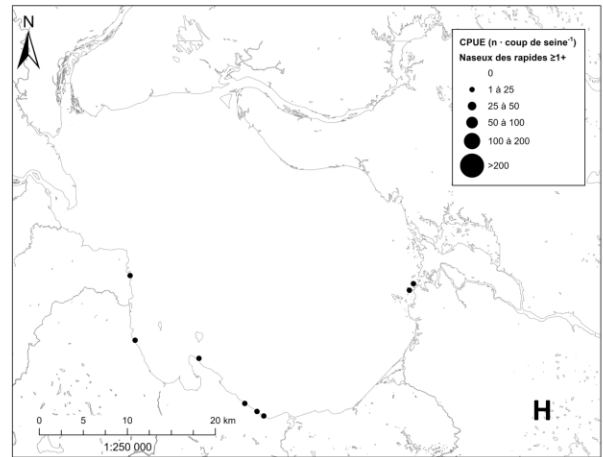 N
CPUE (n · coup de seine⁻¹)
Naseux des rapides ≥1+
0
1 à 25
25 à 50
50 à 100
100 à 200
>200
H
0 5 10 20 km
1:250 000